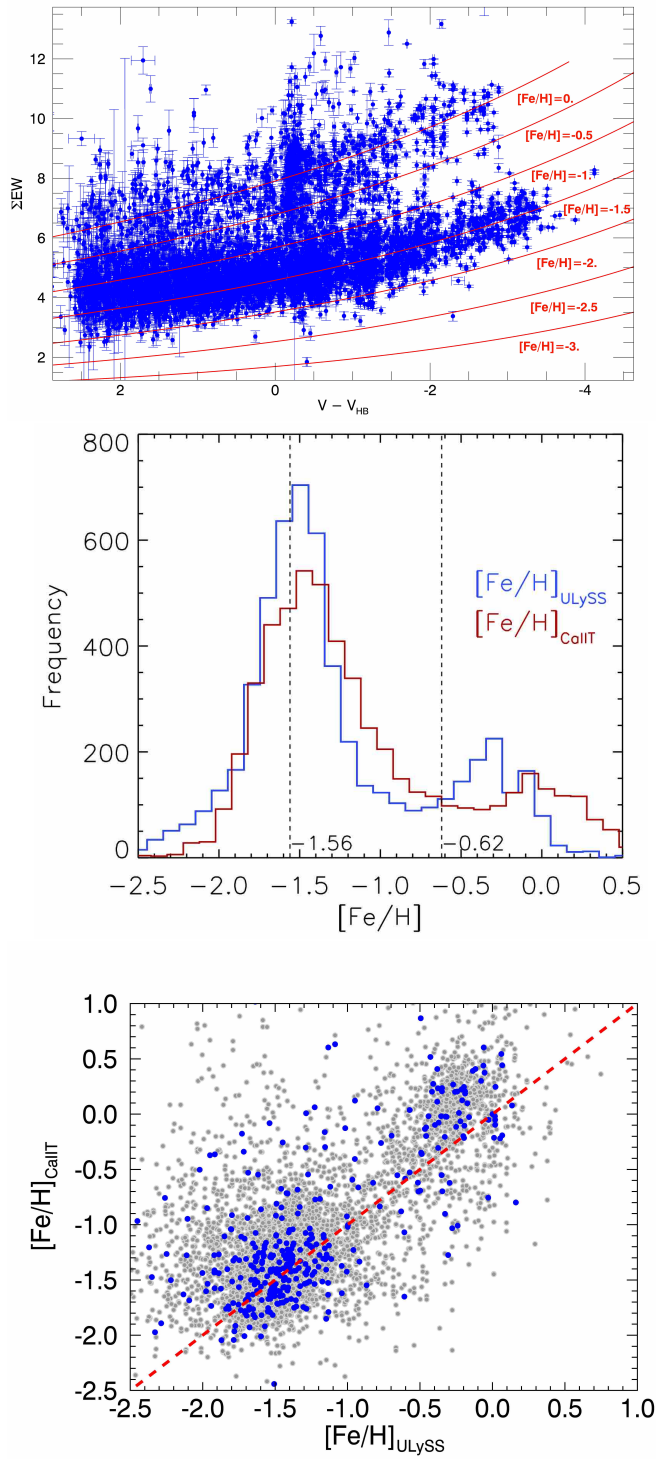 12
10
8
6
4
2
ΣEW
[Fe/H]=0.
[Fe/H]=-0.5
[Fe/H]=-1.
[Fe/H]=-1.5
[Fe/H]=-2.
[Fe/H]=-2.5
[Fe/H]=-3.
2 0 -2 -4
V − V_HB
800
600
400
200
0
Frequency
[Fe/H]ULySS
[Fe/H]CaIIT
−1.56 −0.62
−2.5 −2.0 −1.5 −1.0 −0.5 0.0 0.5
[Fe/H]
1.0
0.5
0.0
-0.5
-1.0
-1.5
-2.0
-2.5
[Fe/H]CaIIT
-2.5 -2.0 -1.5 -1.0 -0.5 0.0 0.5 1.0
[Fe/H]ULySS